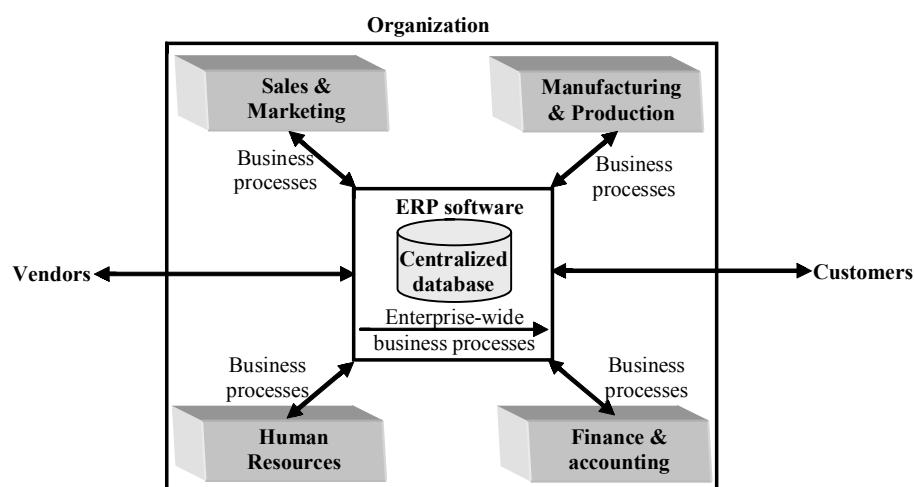 Organization
Sales &
Marketing
Manufacturing
& Production
Business
processes
Business
processes
ERP software
Centralized
database
Vendors
Customers
Enterprise-wide
business processes
Business
processes
Business
processes
Human
Resources
Finance &
accounting